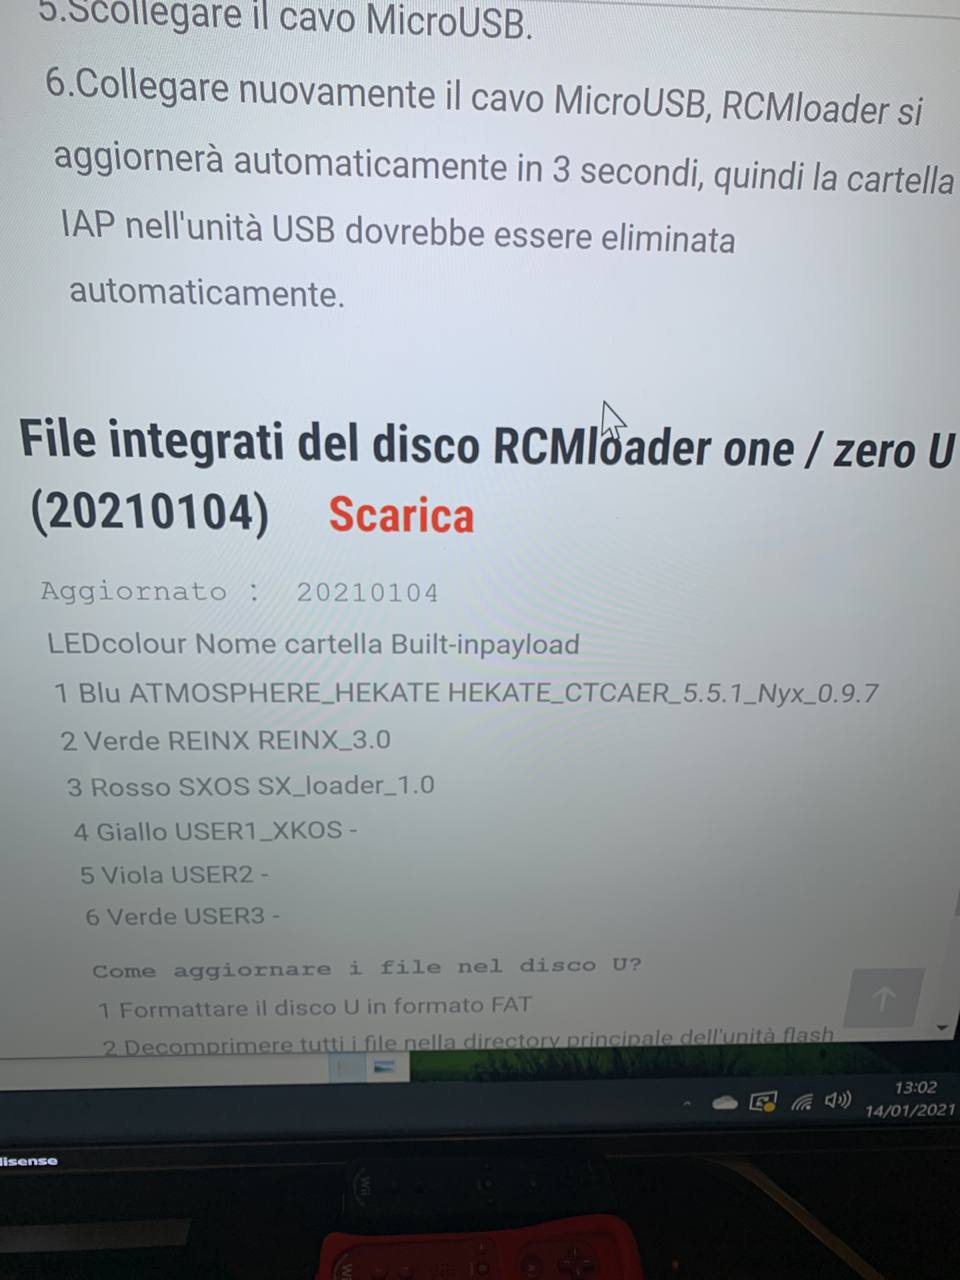 5.Scollegare il cavo MicroUSB.
6.Collegare nuovamente il cavo MicroUSB, RCMloader si
aggiornerà automaticamente in 3 secondi, quindi la cartella
IAP nell'unità USB dovrebbe essere eliminata
automaticamente.
File integrati del disco RCMloader one / zero U
(20210104) Scarica
Aggiornato : 20210104
LEDcolour Nome cartella Built-inpayload
1 Blu ATMOSPHERE_HEKATE HEKATE_CTCAER_5.5.1_Nyx_0.9.7
2 Verde REINX REINX_3.0
3 Rosso SXOS SX_loader_1.0
4 Giallo USER1_XKOS -
5 Viola USER2 -
6 Verde USER3 -
Come aggiornare i file nel disco U?
1 Formattare il disco U in formato FAT
2 Decomprimere tutti i file nella directory principale dell'unità flash
13:02
14/01/2021
Hisense
Wii
Wii